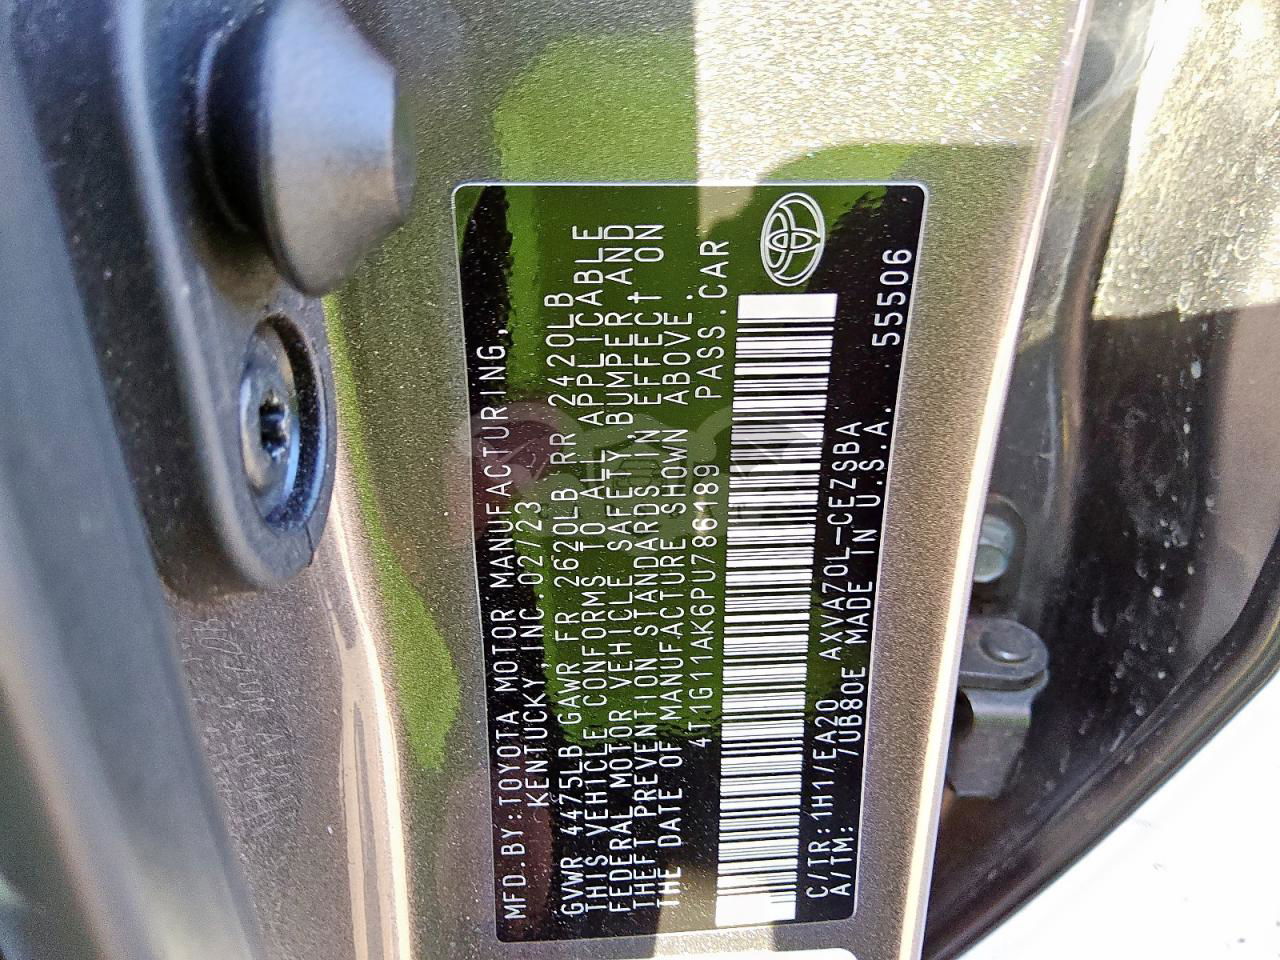 MFD.BY:TOYOTA MOTOR MANUFACTURING,
KENTUCKY,INC.02/23
GVWR 4475LB GAWR FR 2620LB RR 2420LB
THIS VEHICLE CONFORMS TO ALL APPLICABLE
FEDERAL MOTOR VEHICLE SAFETY BUMPER AND
THEFT PREVENTION STANDARDS IN EFFECT ON
THE DATE OF MANUFACTURE SHOWN ABOVE.
4T1G11AK6PU786189 PASS.CAR
C/TR:1H1/EA20 AXVA70L-CEZSBA
A/TM: /UB80E MADE IN U.S.A. 55506